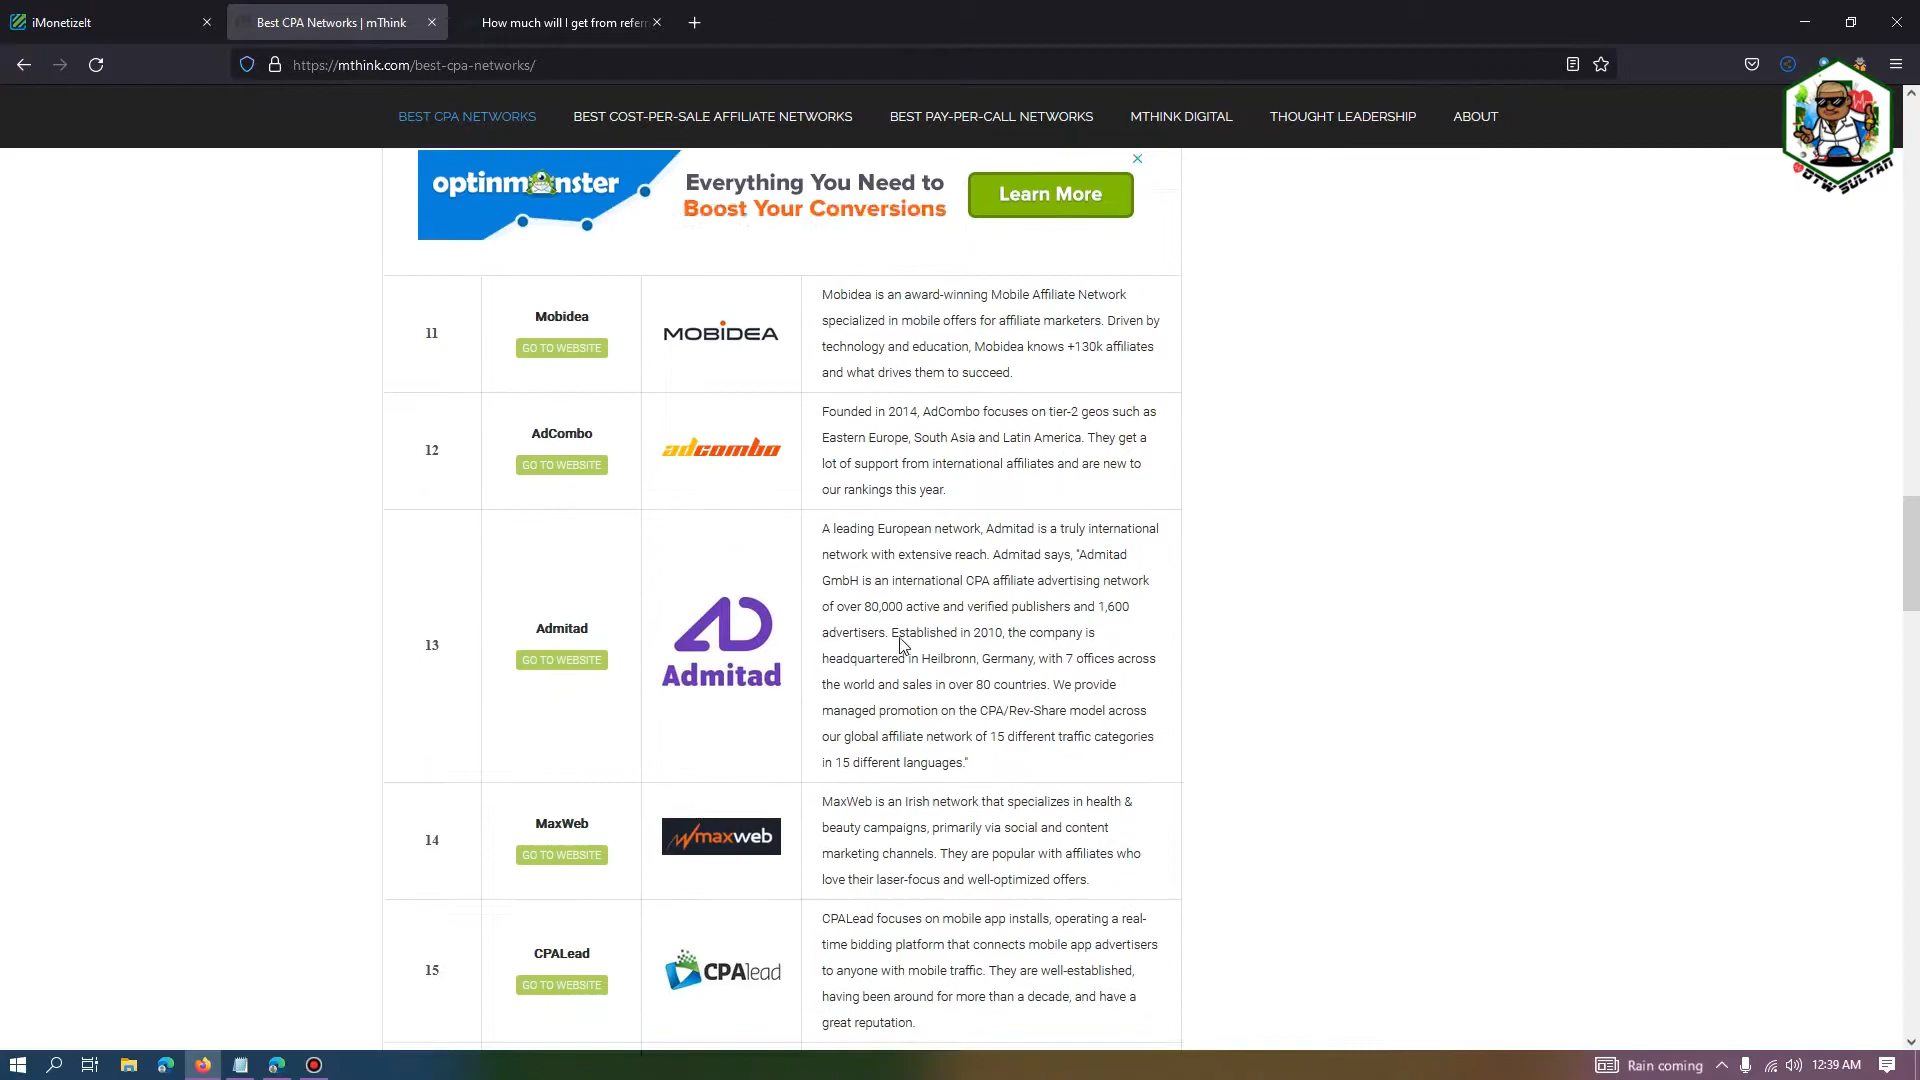 iMonetizeIt
Best CPA Networks | mThink
How much will I get from refer
https://mthink.com/best-cpa-networks/
BEST CPA NETWORKS
BEST COST-PER-SALE AFFILIATE NETWORKS
BEST PAY-PER-CALL NETWORKS
MTHINK DIGITAL
THOUGHT LEADERSHIP
ABOUT
OTW SULTAN
optinmonster
Everything You Need to
Boost Your Conversions
Learn More
11
Mobidea
GO TO WEBSITE
MOBIDEA
Mobidea is an award-winning Mobile Affiliate Network
specialized in mobile offers for affiliate marketers. Driven by
technology and education, Mobidea knows +130k affiliates
and what drives them to succeed.
12
AdCombo
GO TO WEBSITE
adcombo
Founded in 2014, AdCombo focuses on tier-2 geos such as
Eastern Europe, South Asia and Latin America. They get a
lot of support from international affiliates and are new to
our rankings this year.
13
Admitad
GO TO WEBSITE
Admitad
A leading European network, Admitad is a truly international
network with extensive reach. Admitad says, "Admitad
GmbH is an international CPA affiliate advertising network
of over 80,000 active and verified publishers and 1,600
advertisers. Established in 2010, the company is
headquartered in Heilbronn, Germany, with 7 offices across
the world and sales in over 80 countries. We provide
managed promotion on the CPA/Rev-Share model across
our global affiliate network of 15 different traffic categories
in 15 different languages."
14
MaxWeb
GO TO WEBSITE
maxweb
MaxWeb is an Irish network that specializes in health &
beauty campaigns, primarily via social and content
marketing channels. They are popular with affiliates who
love their laser-focus and well-optimized offers.
15
CPALead
GO TO WEBSITE
CPAlead
CPALead focuses on mobile app installs, operating a real-
time bidding platform that connects mobile app advertisers
to anyone with mobile traffic. They are well-established,
having been around for more than a decade, and have a
great reputation.
Rain coming
12:39 AM